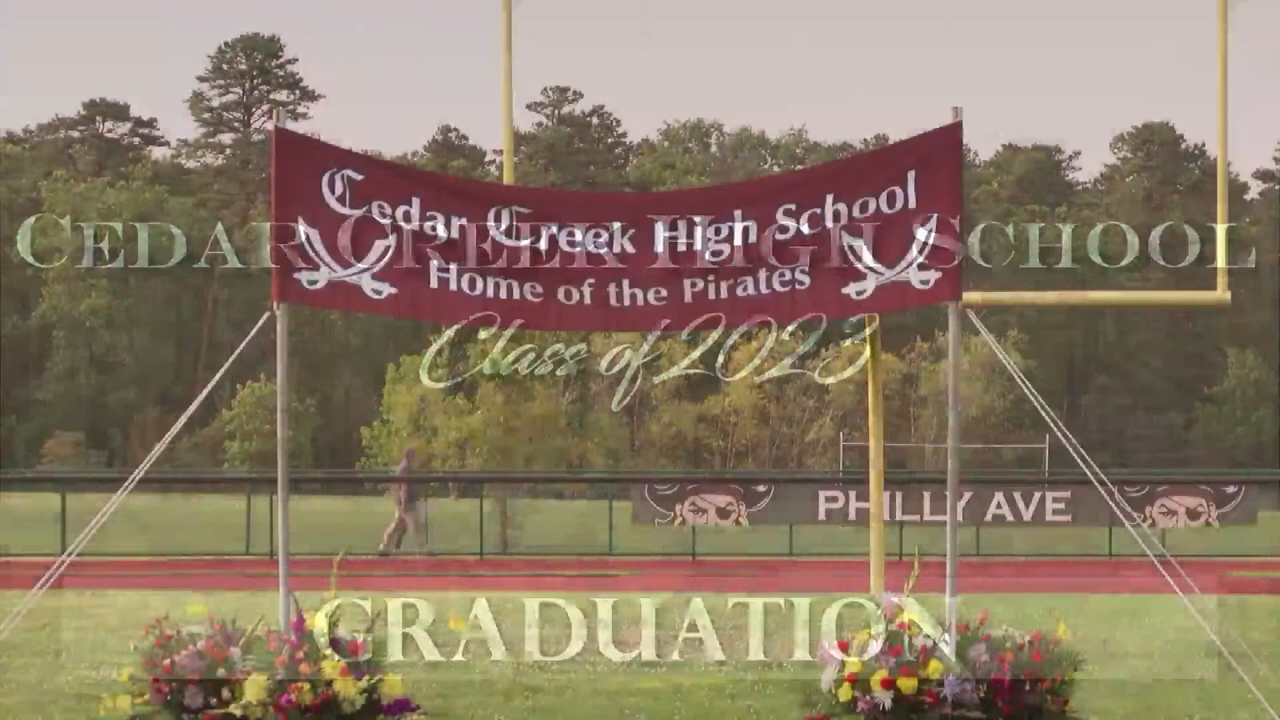 Cedar Creek High School
CEDAR CREEK HIGH SCHOOL
Home of the Pirates
Class of 2023
PHILLY AVE
GRADUATION